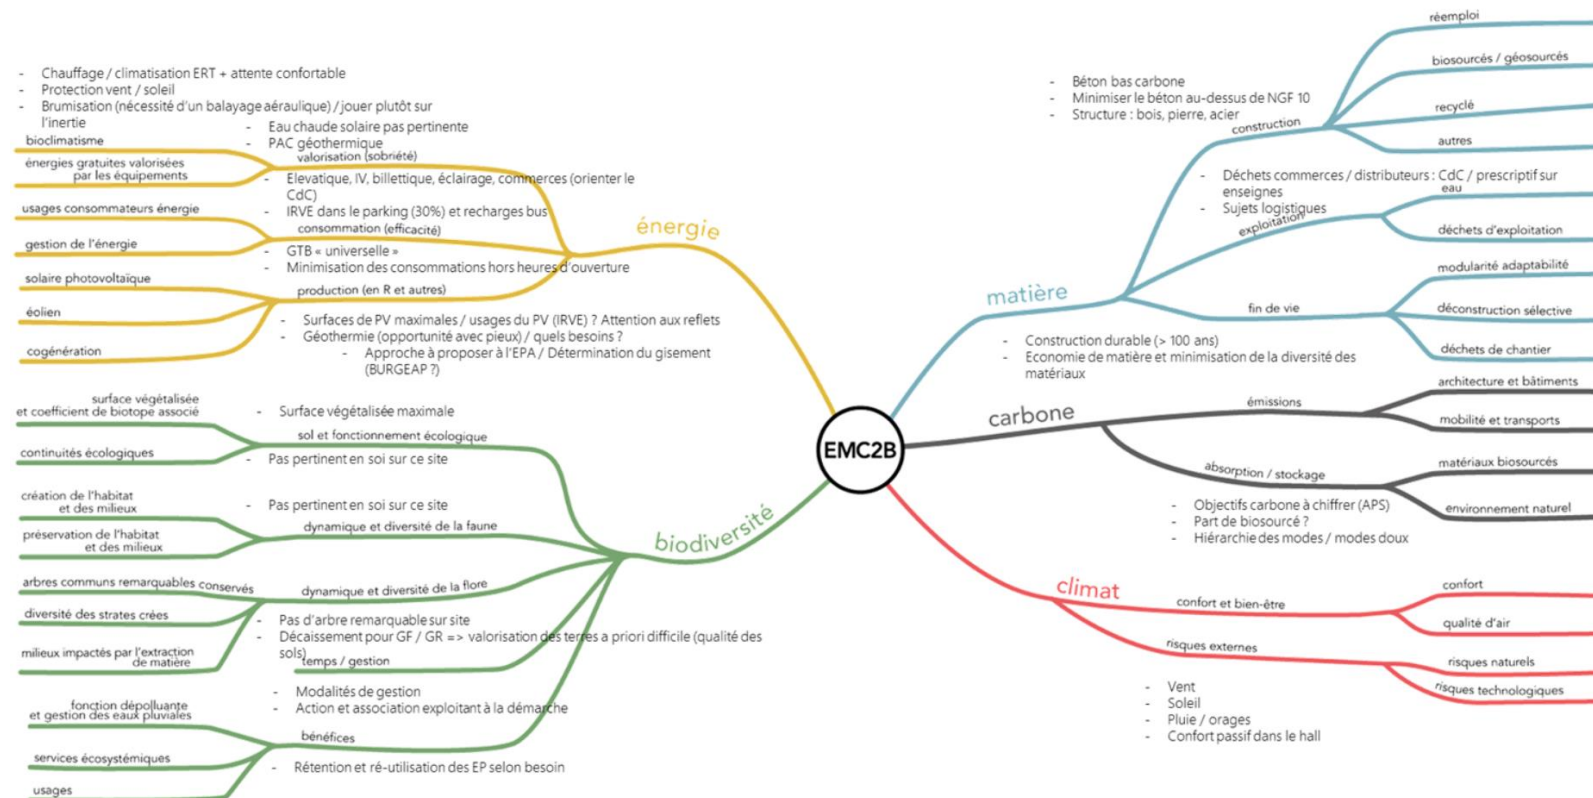 - Chauffage / climatisation ERT + attente confortable
- Protection vent / soleil
- Brumisation (nécessité d'un balayage aéraulique) / jouer plutôt sur
l'inertie
bioclimatisme
énergies gratuites valorisées
par les équipements
- Eau chaude solaire pas pertinente
- PAC géothermique
valorisation (sobriété)
- Elevatique, IV, billettique, éclairage, commerces (orienter le
CdC)
- IRVE dans le parking (30%) et recharges bus
usages consommateurs énergie
consommation (efficacité)
gestion de l'énergie
- GTB « universelle »
- Minimisation des consommations hors heures d'ouverture
solaire photovoltaïque
production (en R et autres)
éolien
cogénération
- Surfaces de PV maximales / usages du PV (IRVE) ? Attention aux reflets
- Géothermie (opportunité avec pieux) / quels besoins ?
- Approche à proposer à l'EPA / Détermination du gisement
(BURGEAP ?)
énergie
surface végétalisée
et coefficient de biotope associé
- Surface végétalisée maximale
sol et fonctionnement écologique
continuités écologiques
- Pas pertinent en soi sur ce site
création de l'habitat
et des milieux
- Pas pertinent en soi sur ce site
dynamique et diversité de la faune
préservation de l'habitat
et des milieux
biodiversité
arbres communs remarquables conservés
dynamique et diversité de la flore
diversité des strates crées
- Pas d'arbre remarquable sur site
- Décaissement pour GF / GR => valorisation des terres a priori difficile (qualité des
sols)
milieux impactés par l'extraction
de matière
temps / gestion
- Modalités de gestion
- Action et association exploitant à la démarche
fonction dépolluante
et gestion des eaux pluviales
bénéfices
services écosystémiques
- Rétention et ré-utilisation des EP selon besoin
usages
EMC2B
réemploi
biosourcés / géosourcés
- Béton bas carbone
- Minimiser le béton au-dessus de NGF 10
- Structure : bois, pierre, acier
construction
recyclé
autres
- Déchets commerces / distributeurs : CdC / prescriptif sur
enseignes
- Sujets logistiques
eau
exploitation
déchets d'exploitation
matière
modularité adaptabilité
fin de vie
déconstruction sélective
déchets de chantier
- Construction durable (> 100 ans)
- Economie de matière et minimisation de la diversité des
matériaux
carbone
émissions
architecture et bâtiments
mobilité et transports
absorption / stockage
matériaux biosourcés
environnement naturel
- Objectifs carbone à chiffrer (APS)
- Part de biosourcé ?
- Hiérarchie des modes / modes doux
climat
confort et bien-être
confort
qualité d'air
risques externes
risques naturels
risques technologiques
- Vent
- Soleil
- Pluie / orages
- Confort passif dans le hall